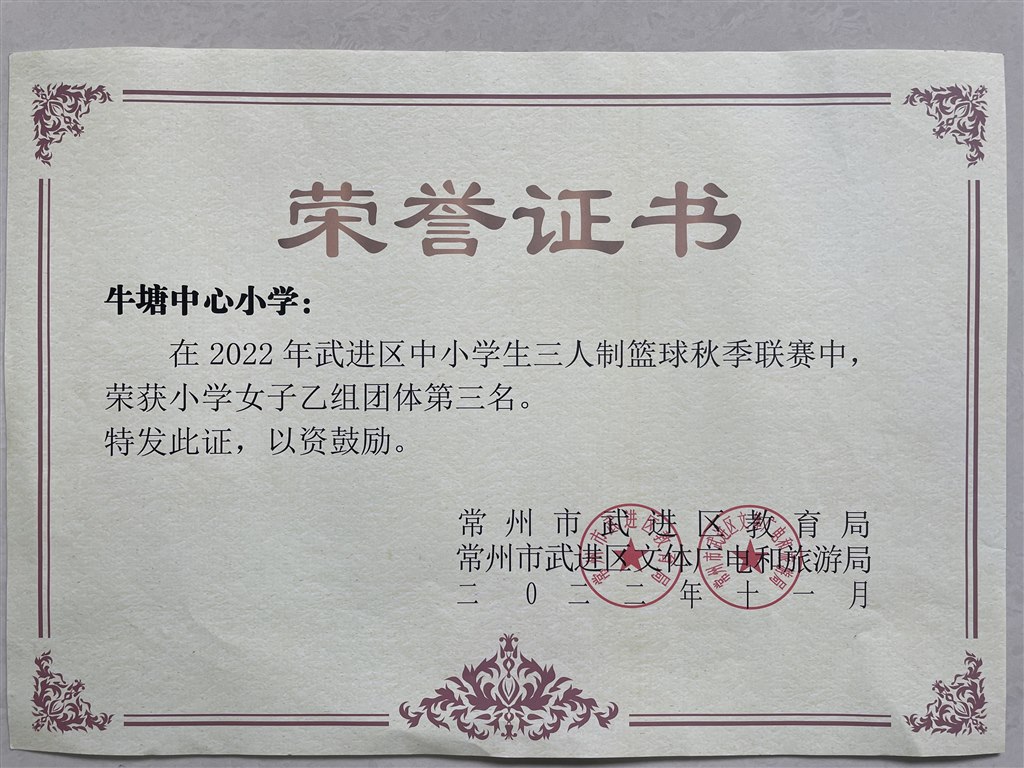 荣誉证书
牛塘中心小学：
在 2022 年武进区中小学生三人制篮球秋季联赛中，
荣获小学女子乙组团体第三名。
特发此证，以资鼓励。
常州市武进区教育局
常州市武进区文体广电和旅游局
二0二二年十一月